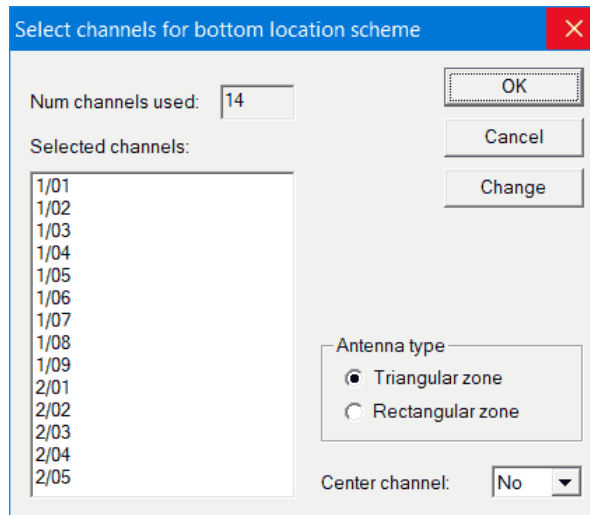 Select channels for bottom location scheme
Num channels used: 14
OK
Cancel
Change
Selected channels:
1/01
1/02
1/03
1/04
1/05
1/06
1/07
1/08
1/09
2/01
2/02
2/03
2/04
2/05
Antenna type
Triangular zone
Rectangular zone
Center channel: No